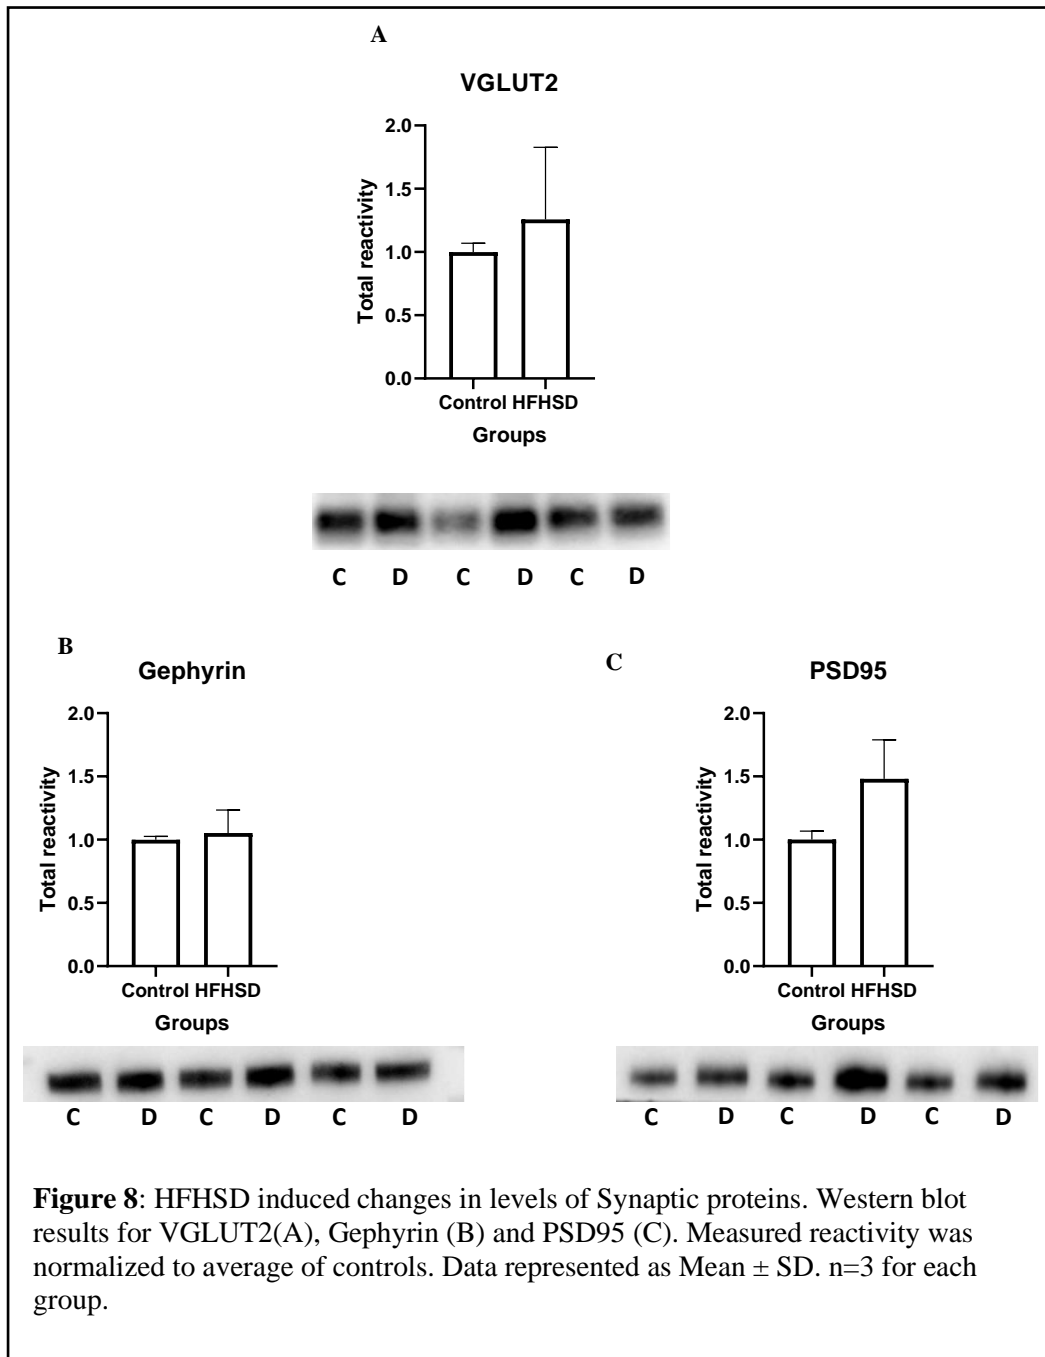 A
VGLUT2
Total reactivity
2.0
1.5
1.0
0.5
0.0
Control HFHSD
Groups
C D C D C D
B
Gephyrin
Total reactivity
2.0
1.5
1.0
0.5
0.0
Control HFHSD
Groups
C D C D C D
C
PSD95
Total reactivity
2.0
1.5
1.0
0.5
0.0
Control HFHSD
Groups
C D C D C D
Figure 8: HFHSD induced changes in levels of Synaptic proteins. Western blot
results for VGLUT2(A), Gephyrin (B) and PSD95 (C). Measured reactivity was
normalized to average of controls. Data represented as Mean ± SD. n=3 for each
group.